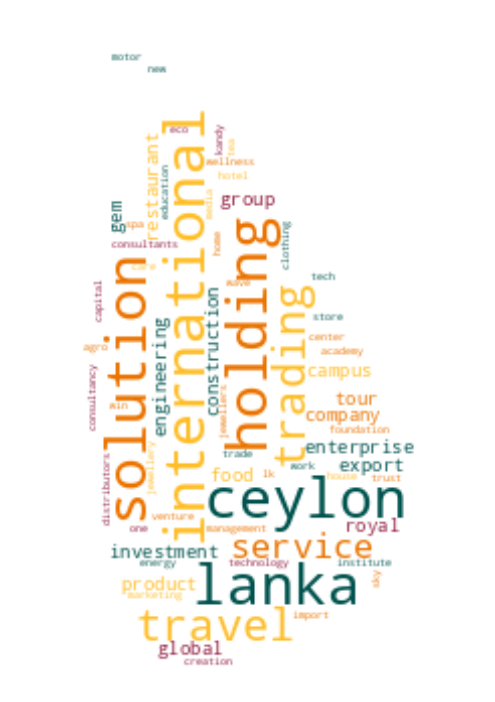 motor
new
international
eco
kandy
tea
restaurant
wellness
education
hotel
media
group
gem
spa
holding
clothing
home
consultants
solution
care
tech
wave
capital
trading
construction
store
engineering
center
agro
academy
consultancy
campus
jewellers
tour
win
company
foundation
jewellery
enterprise
trade
distributors
export
work
food
lk
house
trust
ceylon
venture
royal
one
management
service
investment
energy
technology
institute
lanka
sky
product
marketing
travel
import
global
creation